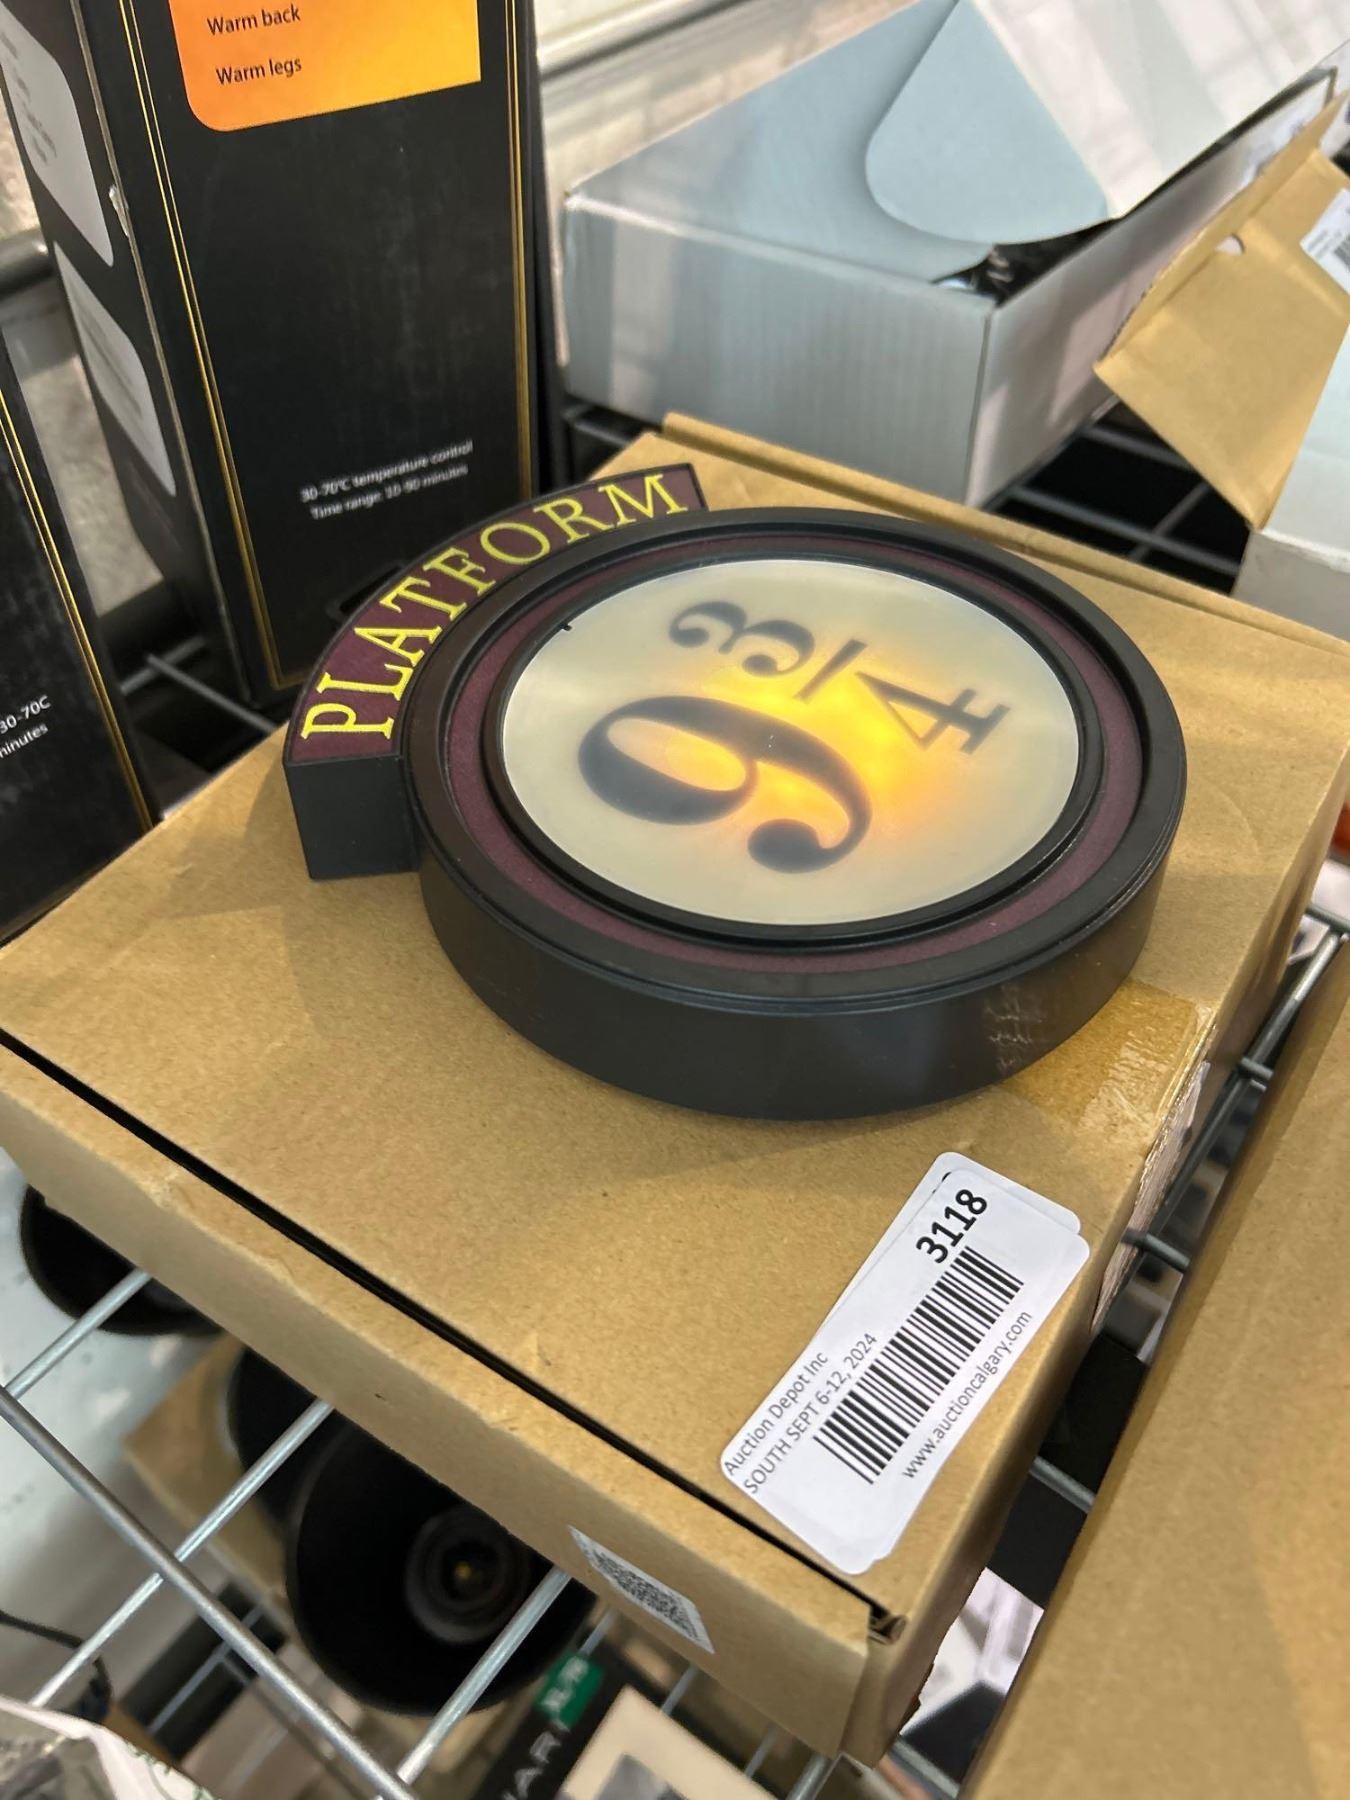 Warm back
Warm legs
30-70°C temperature control
Time range: 10-90 minutes
30-70C
minutes
PLATFORM
9 3/4
3118
Auction Depot Inc
SOUTH SEPT 6-12, 2024
www.auctioncalgary.com